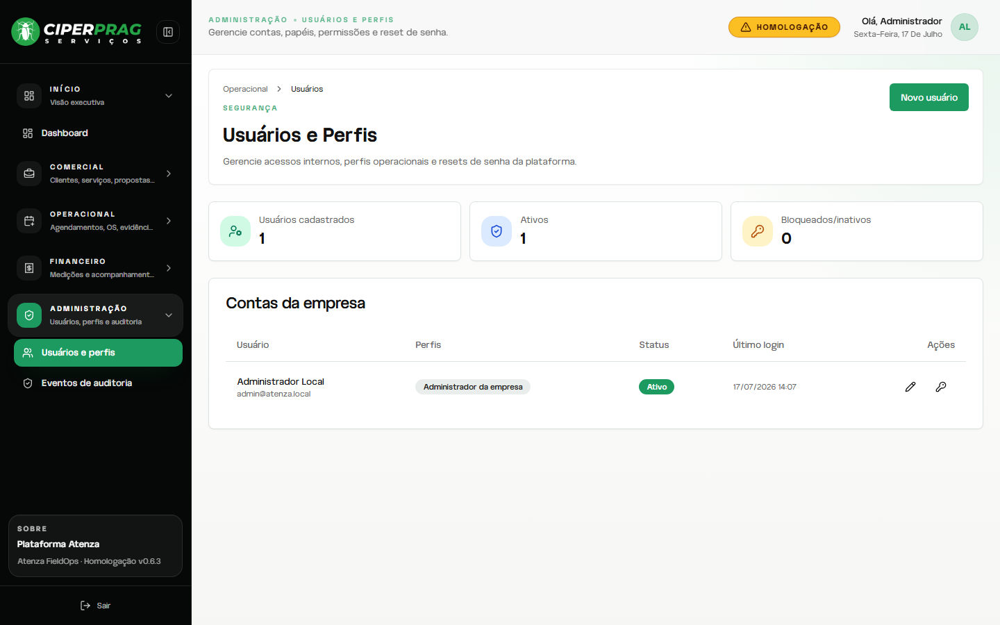 CIPERPRAG
SERVIÇOS
INÍCIO
Visão executiva
Dashboard
COMERCIAL
Clientes, serviços, propostas...
OPERACIONAL
Agendamentos, OS, evidênci...
FINANCEIRO
Medições e acompanhament...
ADMINISTRAÇÃO
Usuários, perfis e auditoria
Usuários e perfis
Eventos de auditoria
SOBRE
Plataforma Atenza
Atenza FieldOps · Homologação v0.6.3
Sair
ADMINISTRAÇÃO • USUÁRIOS E PERFIS
Gerencie contas, papéis, permissões e reset de senha.
HOMOLOGAÇÃO
Olá, Administrador
Sexta-Feira, 17 De Julho
AL
Operacional > Usuários
SEGURANÇA
Usuários e Perfis
Gerencie acessos internos, perfis operacionais e resets de senha da plataforma.
Novo usuário
Usuários cadastrados
1
Ativos
1
Bloqueados/inativos
0
Contas da empresa
Usuário Perfis Status Último login Ações
Administrador Local Administrador da empresa Ativo 17/07/2026 14:07
admin@atenza.local